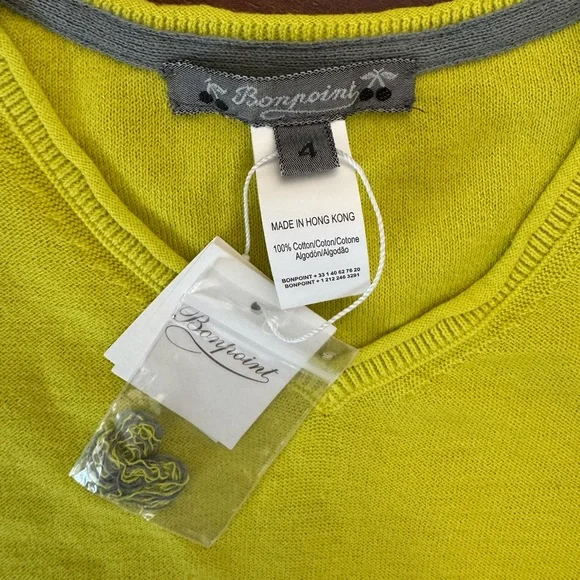 Bonpoint
4
MADE IN HONG KONG
100% Cotton/Coton/Cotone
Algodón/Algodão
BONPOINT + 33 1 40 62 76 20
BONPOINT + 1 212 246 3291
Bonpoint